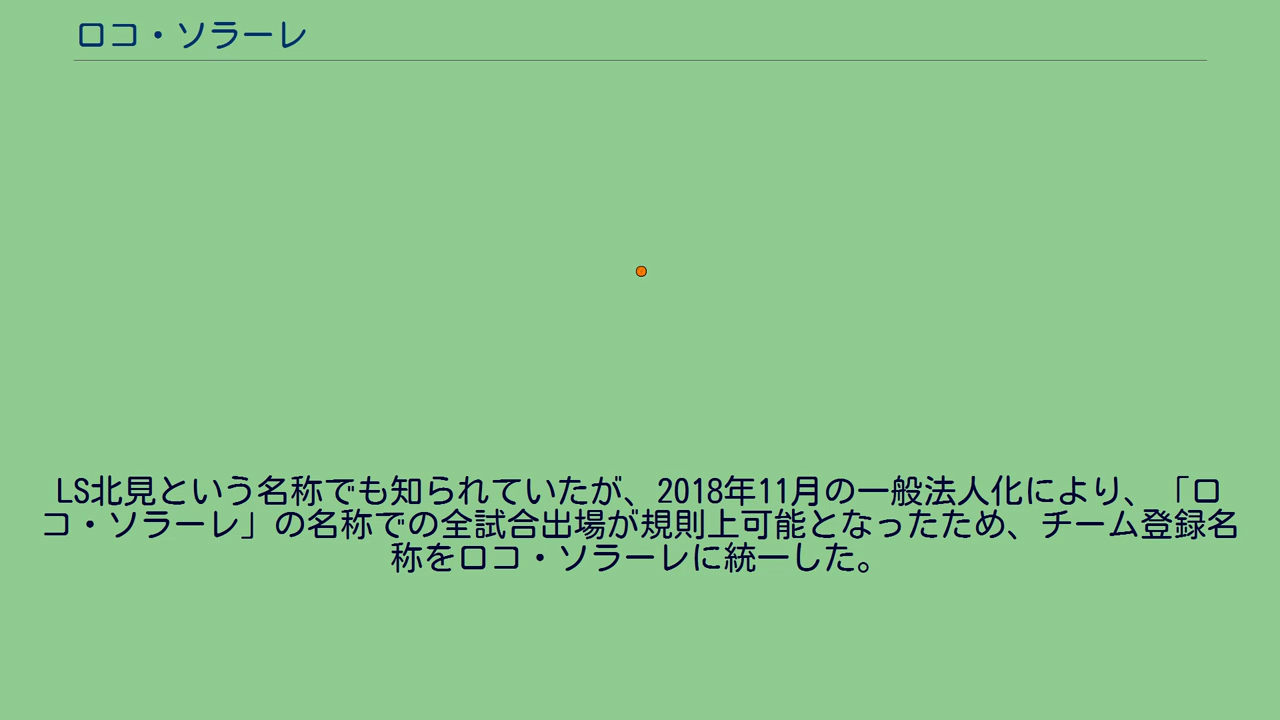 ロコ・ソラーレ
LS北見という名称でも知られていたが、2018年11月の一般法人化により、「ロ
コ・ソラーレ」の名称での全試合出場が規則上可能となったため、チーム登録名
称をロコ・ソラーレに統一した。